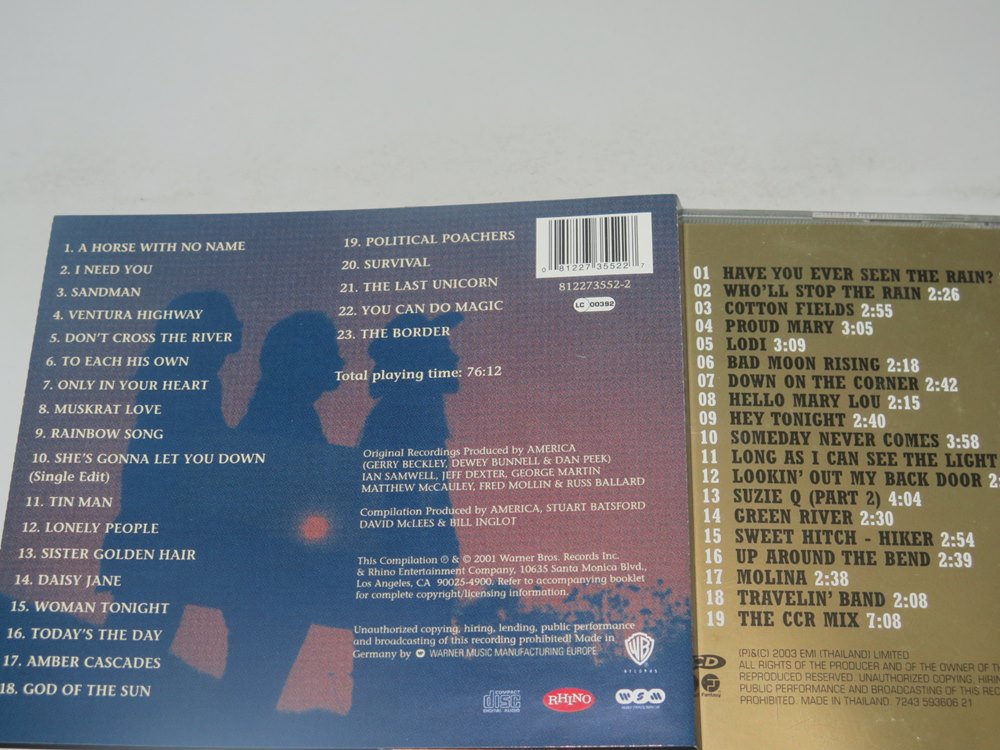 1. A HORSE WITH NO NAME
2. I NEED YOU
3. SANDMAN
4. VENTURA HIGHWAY
5. DON'T CROSS THE RIVER
6. TO EACH HIS OWN
7. ONLY IN YOUR HEART
8. MUSKRAT LOVE
9. RAINBOW SONG
10. SHE'S GONNA LET YOU DOWN
(Single Edit)
11. TIN MAN
12. LONELY PEOPLE
13. SISTER GOLDEN HAIR
14. DAISY JANE
15. WOMAN TONIGHT
16. TODAY'S THE DAY
17. AMBER CASCADES
18. GOD OF THE SUN
19. POLITICAL POACHERS
20. SURVIVAL
21. THE LAST UNICORN
22. YOU CAN DO MAGIC
23. THE BORDER
Total playing time: 76:12
0 81227 35522 7
812273552-2
LC 00392
Original Recordings Produced by AMERICA
(GERRY BECKLEY, DEWEY BUNNELL & DAN PEEK)
IAN SAMWELL, JEFF DEXTER, GEORGE MARTIN
MATTHEW McCAULEY, FRED MOLLIN & RUSS BALLARD
Compilation Produced by AMERICA, STUART BATSFORD
DAVID McLEES & BILL INGLOT
This Compilation ℗ & © 2001 Warner Bros. Records Inc.
& Rhino Entertainment Company, 10635 Santa Monica Blvd.,
Los Angeles, CA 90025-4900. Refer to accompanying booklet
for complete copyright/licensing information.
Unauthorized copying, hiring, lending, public performance
and broadcasting of this recording prohibited! Made in
Germany by WARNER MUSIC MANUFACTURING EUROPE
WB
RECORDS
COMPACT
disc
DIGITAL AUDIO
RHINO
WSM
01 HAVE YOU EVER SEEN THE RAIN?
02 WHO'LL STOP THE RAIN 2:26
03 COTTON FIELDS 2:55
04 PROUD MARY 3:05
05 LODI 3:09
06 BAD MOON RISING 2:18
07 DOWN ON THE CORNER 2:42
08 HELLO MARY LOU 2:15
09 HEY TONIGHT 2:40
10 SOMEDAY NEVER COMES 3:58
11 LONG AS I CAN SEE THE LIGHT
12 LOOKIN' OUT MY BACK DOOR 2:
13 SUZIE Q (PART 2) 4:04
14 GREEN RIVER 2:30
15 SWEET HITCH - HIKER 2:54
16 UP AROUND THE BEND 2:39
17 MOLINA 2:38
18 TRAVELIN' BAND 2:08
19 THE CCR MIX 7:08
CD
Fantasy
(P)&(C) 2003 EMI (THAILAND) LIMITED
ALL RIGHTS OF THE PRODUCER AND OF THE OWNER OF TH
REPRODUCED RESERVED. UNAUTHORIZED COPYING, HIRIN
PUBLIC PERFORMANCE AND BROADCASTING OF THIS REC
PROHIBITED. MADE IN THAILAND. 7243 593606 21